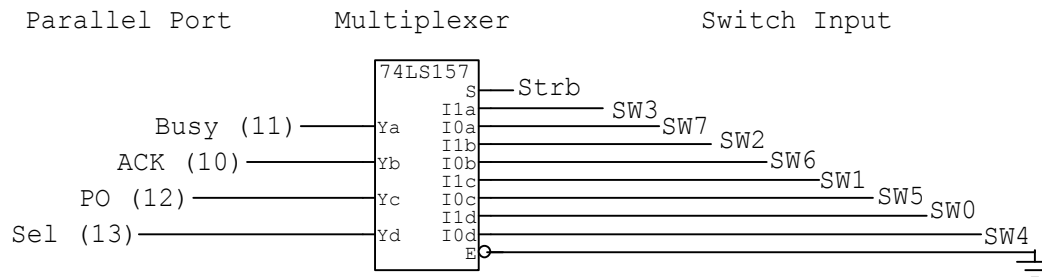 Parallel Port Multiplexer Switch Input
74LS157
S Strb
I1a SW3
Busy (11) Ya I0a SW7
I1b SW2
ACK (10) Yb I0b SW6
I1c SW1
PO (12) Yc I0c SW5
I1d SW0
Sel (13) Yd I0d SW4
E